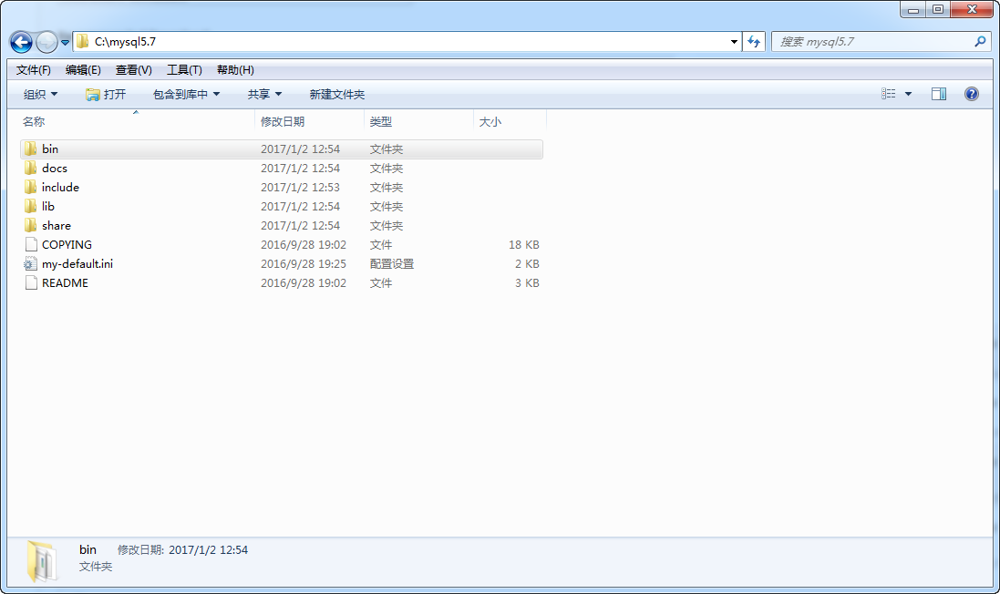 C:\mysql5.7 搜索 mysql5.7
文件(F) 编辑(E) 查看(V) 工具(T) 帮助(H)
组织 打开 包含到库中 共享 新建文件夹
名称 修改日期 类型 大小
bin 2017/1/2 12:54 文件夹
docs 2017/1/2 12:54 文件夹
include 2017/1/2 12:53 文件夹
lib 2017/1/2 12:54 文件夹
share 2017/1/2 12:54 文件夹
COPYING 2016/9/28 19:02 文件 18 KB
my-default.ini 2016/9/28 19:25 配置设置 2 KB
README 2016/9/28 19:02 文件 3 KB
bin 修改日期: 2017/1/2 12:54
文件夹